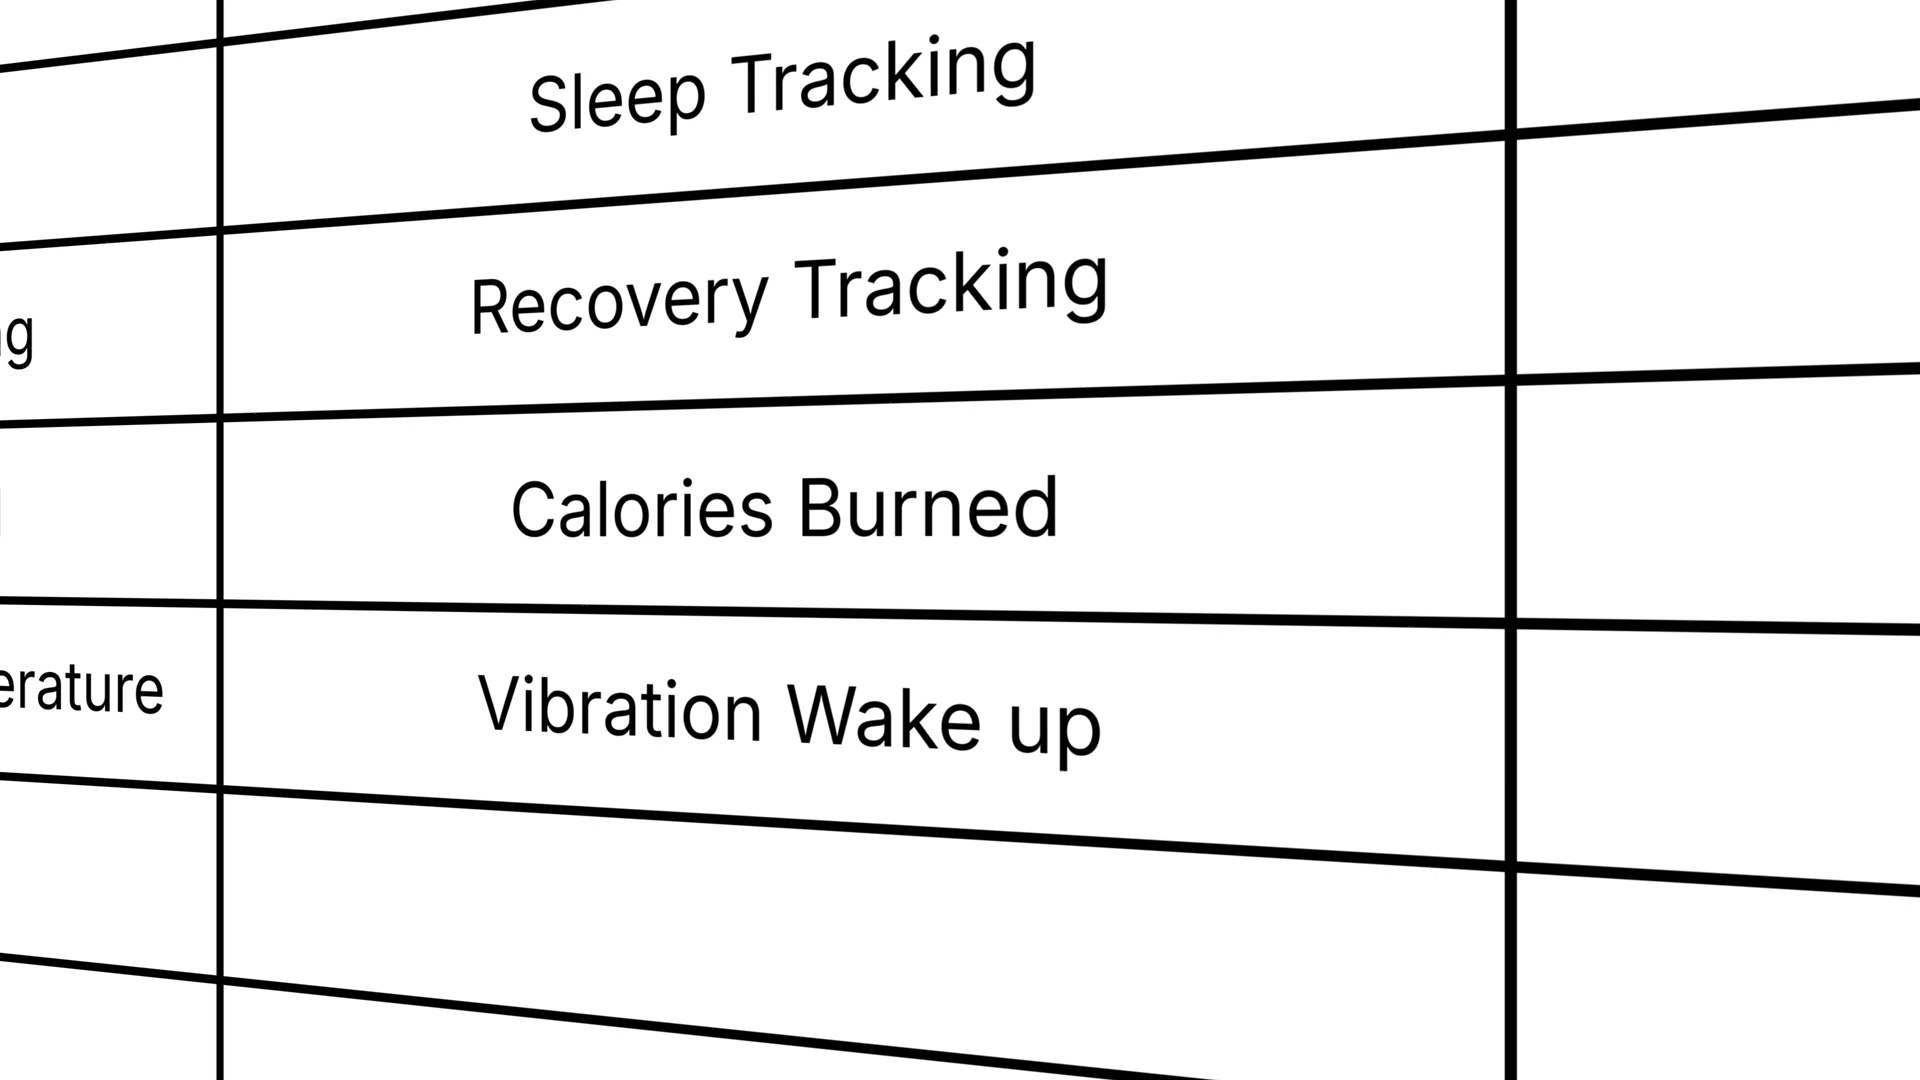 Sleep Tracking
Recovery Tracking
Calories Burned
Vibration Wake up